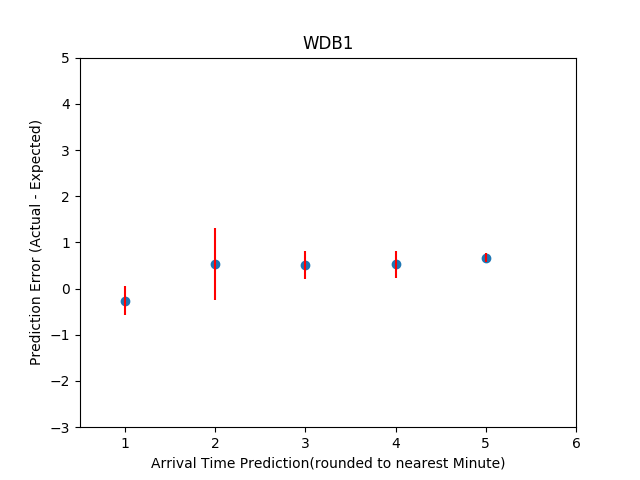 WDB1
5
4
3
2
1
0
−1
−2
−3
Prediction Error (Actual - Expected)
1 2 3 4 5 6
Arrival Time Prediction(rounded to nearest Minute)